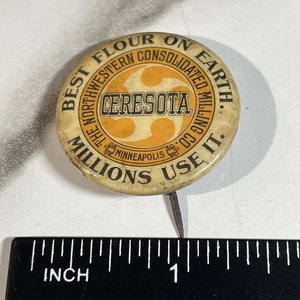 BEST FLOUR ON EARTH.
THE NORTHWESTERN CONSOLIDATED MILLING CO
CERESOTA
MINNEAPOLIS
MILLIONS USE IT.
INCH 1